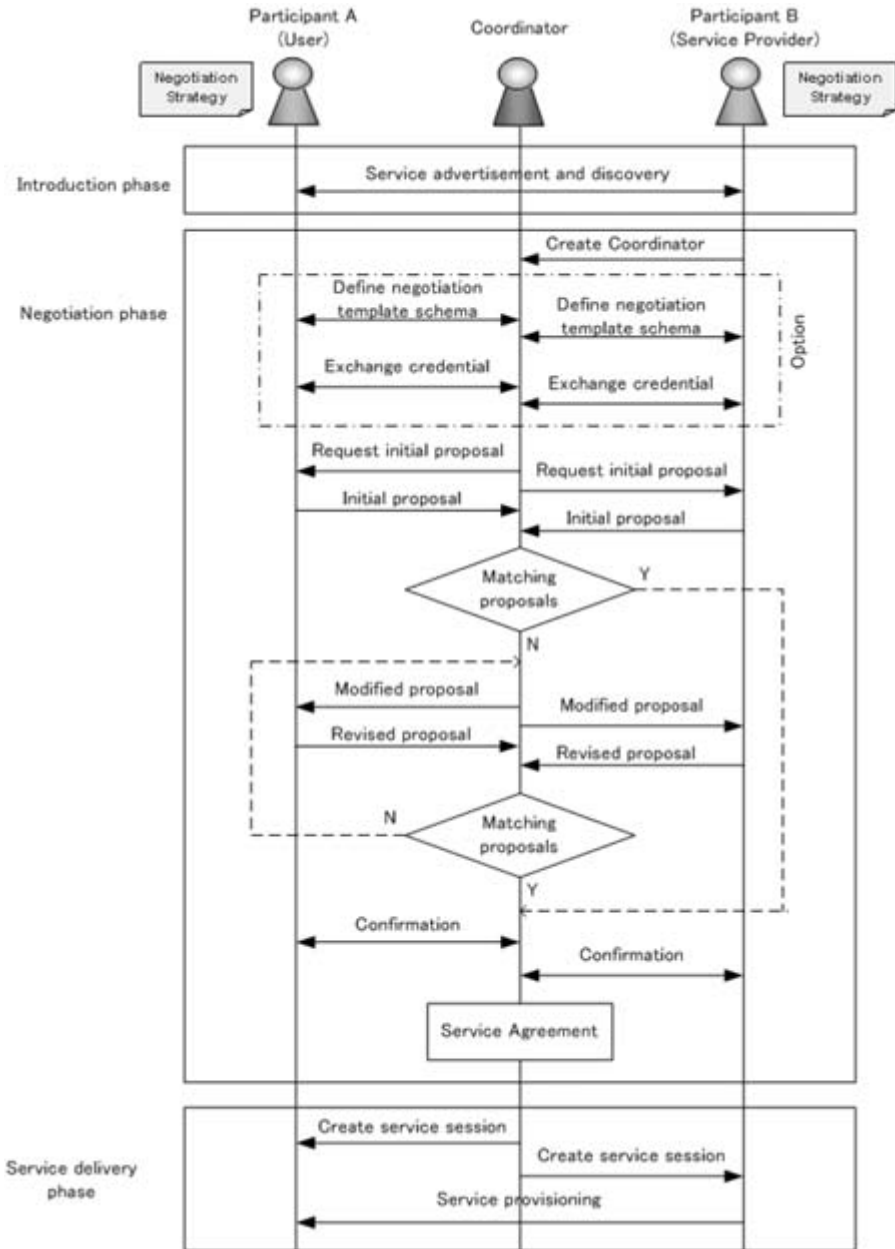 Participant A
(User)
Coordinator
Participant B
(Service Provider)
Negotiation
Strategy
Negotiation
Strategy
Introduction phase
Service advertisement and discovery
Negotiation phase
Create Coordinator
Define negotiation
template schema
Define negotiation
template schema
Option
Exchange credential
Exchange credential
Request initial proposal
Request initial proposal
Initial proposal
Initial proposal
Matching
proposals
Y
N
Modified proposal
Modified proposal
Revised proposal
Revised proposal
N
Matching
proposals
Y
Confirmation
Confirmation
Service Agreement
Service delivery
phase
Create service session
Create service session
Service provisioning